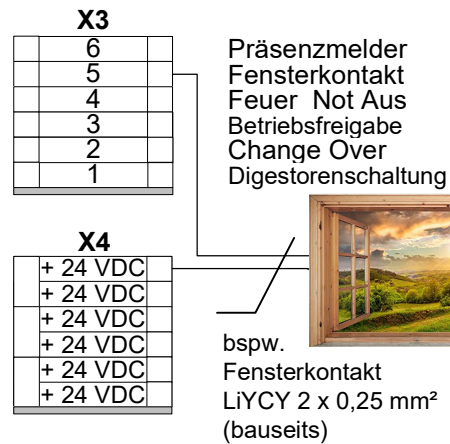 X3
6 Präsenzmelder
5 Fensterkontakt
4 Feuer Not Aus
3 Betriebsfreigabe
2 Change Over
1 Digestorenschaltung
X4
+ 24 VDC
+ 24 VDC
+ 24 VDC
+ 24 VDC
+ 24 VDC
+ 24 VDC
bspw.
Fensterkontakt
LiYCY 2 x 0,25 mm²
(bauseits)